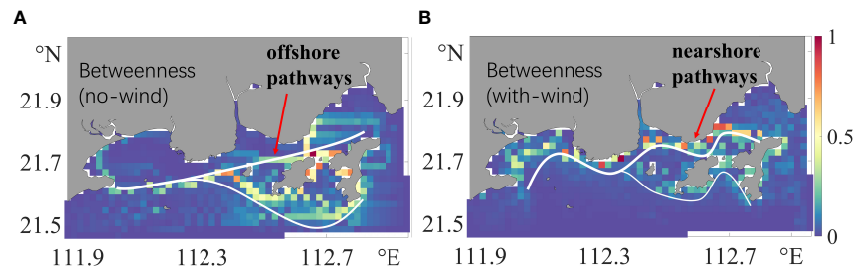 A
°N
Betweenness
(no-wind)
offshore
pathways
21.9
21.7
21.5
111.9
112.3
112.7
°E
B
°N
Betweenness
(with-wind)
nearshore
pathways
21.9
21.7
21.5
111.9
112.3
112.7
°E
1
0.5
0